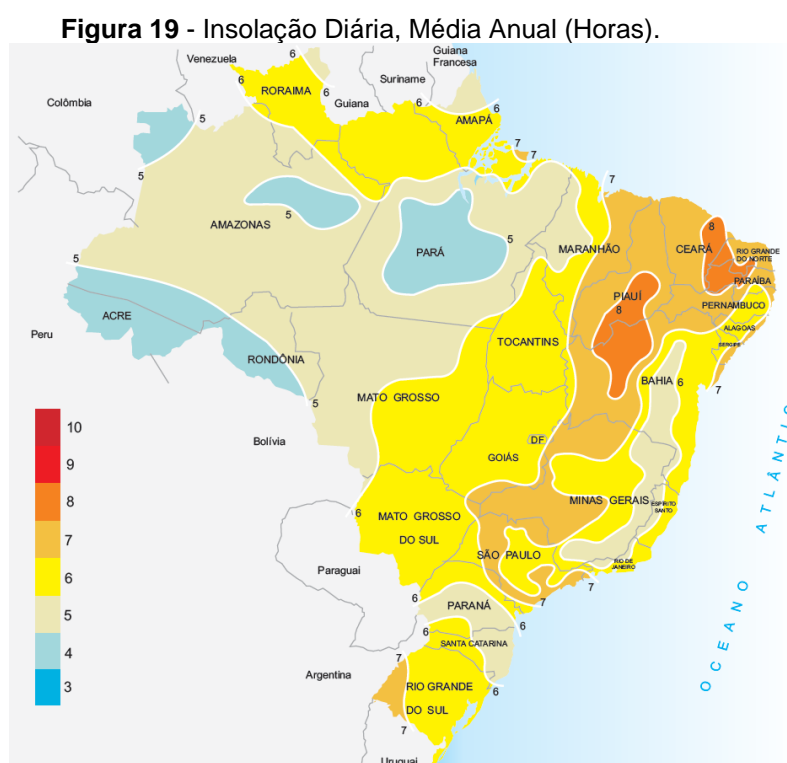 Figura 19 - Insolação Diária, Média Anual (Horas).
Venezuela
6
Guiana
Francesa
Suriname
Colômbia
6
RORAIMA
6
Guiana
6
6
AMAPÁ
5
7
7
5
7
5
AMAZONAS
5
MARANHÃO
8
CEARÁ
RIO GRANDE
DO NORTE
PARÁ
5
PARAÍBA
PIAUÍ
8
PERNAMBUCO
ACRE
ALAGOAS
SERGIPE
Peru
TOCANTINS
RONDÔNIA
BAHIA
6
7
MATO GROSSO
5
Bolívia
DF
GOIÁS
MINAS GERAIS
ESPÍRITO
SANTO
6
MATO GROSSO
DO SUL
SÃO PAULO
RIO DE
JANEIRO
Paraguai
7
7
6
PARANÁ
6
6
SANTA CATARINA
7
Argentina
RIO GRANDE
DO SUL
6
7
Uruguai
10
9
8
7
6
5
4
3
OCEANO ATLÂNTICO